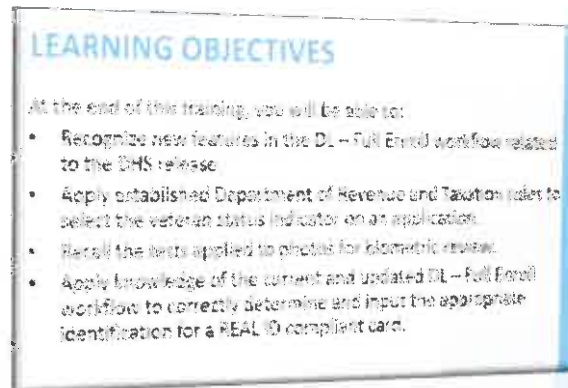 LEARNING OBJECTIVES
At the end of this training, you will be able to:
• Recognize new features in the DL – Full Enroll workflow related
to the DHS release
• Apply established Department of Revenue and Taxation rules to
select the veteran status indicator on an application.
• Recall the tests applied to photos for biometric review.
• Apply knowledge of the current and updated DL – Full Enroll
workflow to correctly determine and input the appropriate
identification for a REAL ID compliant card.